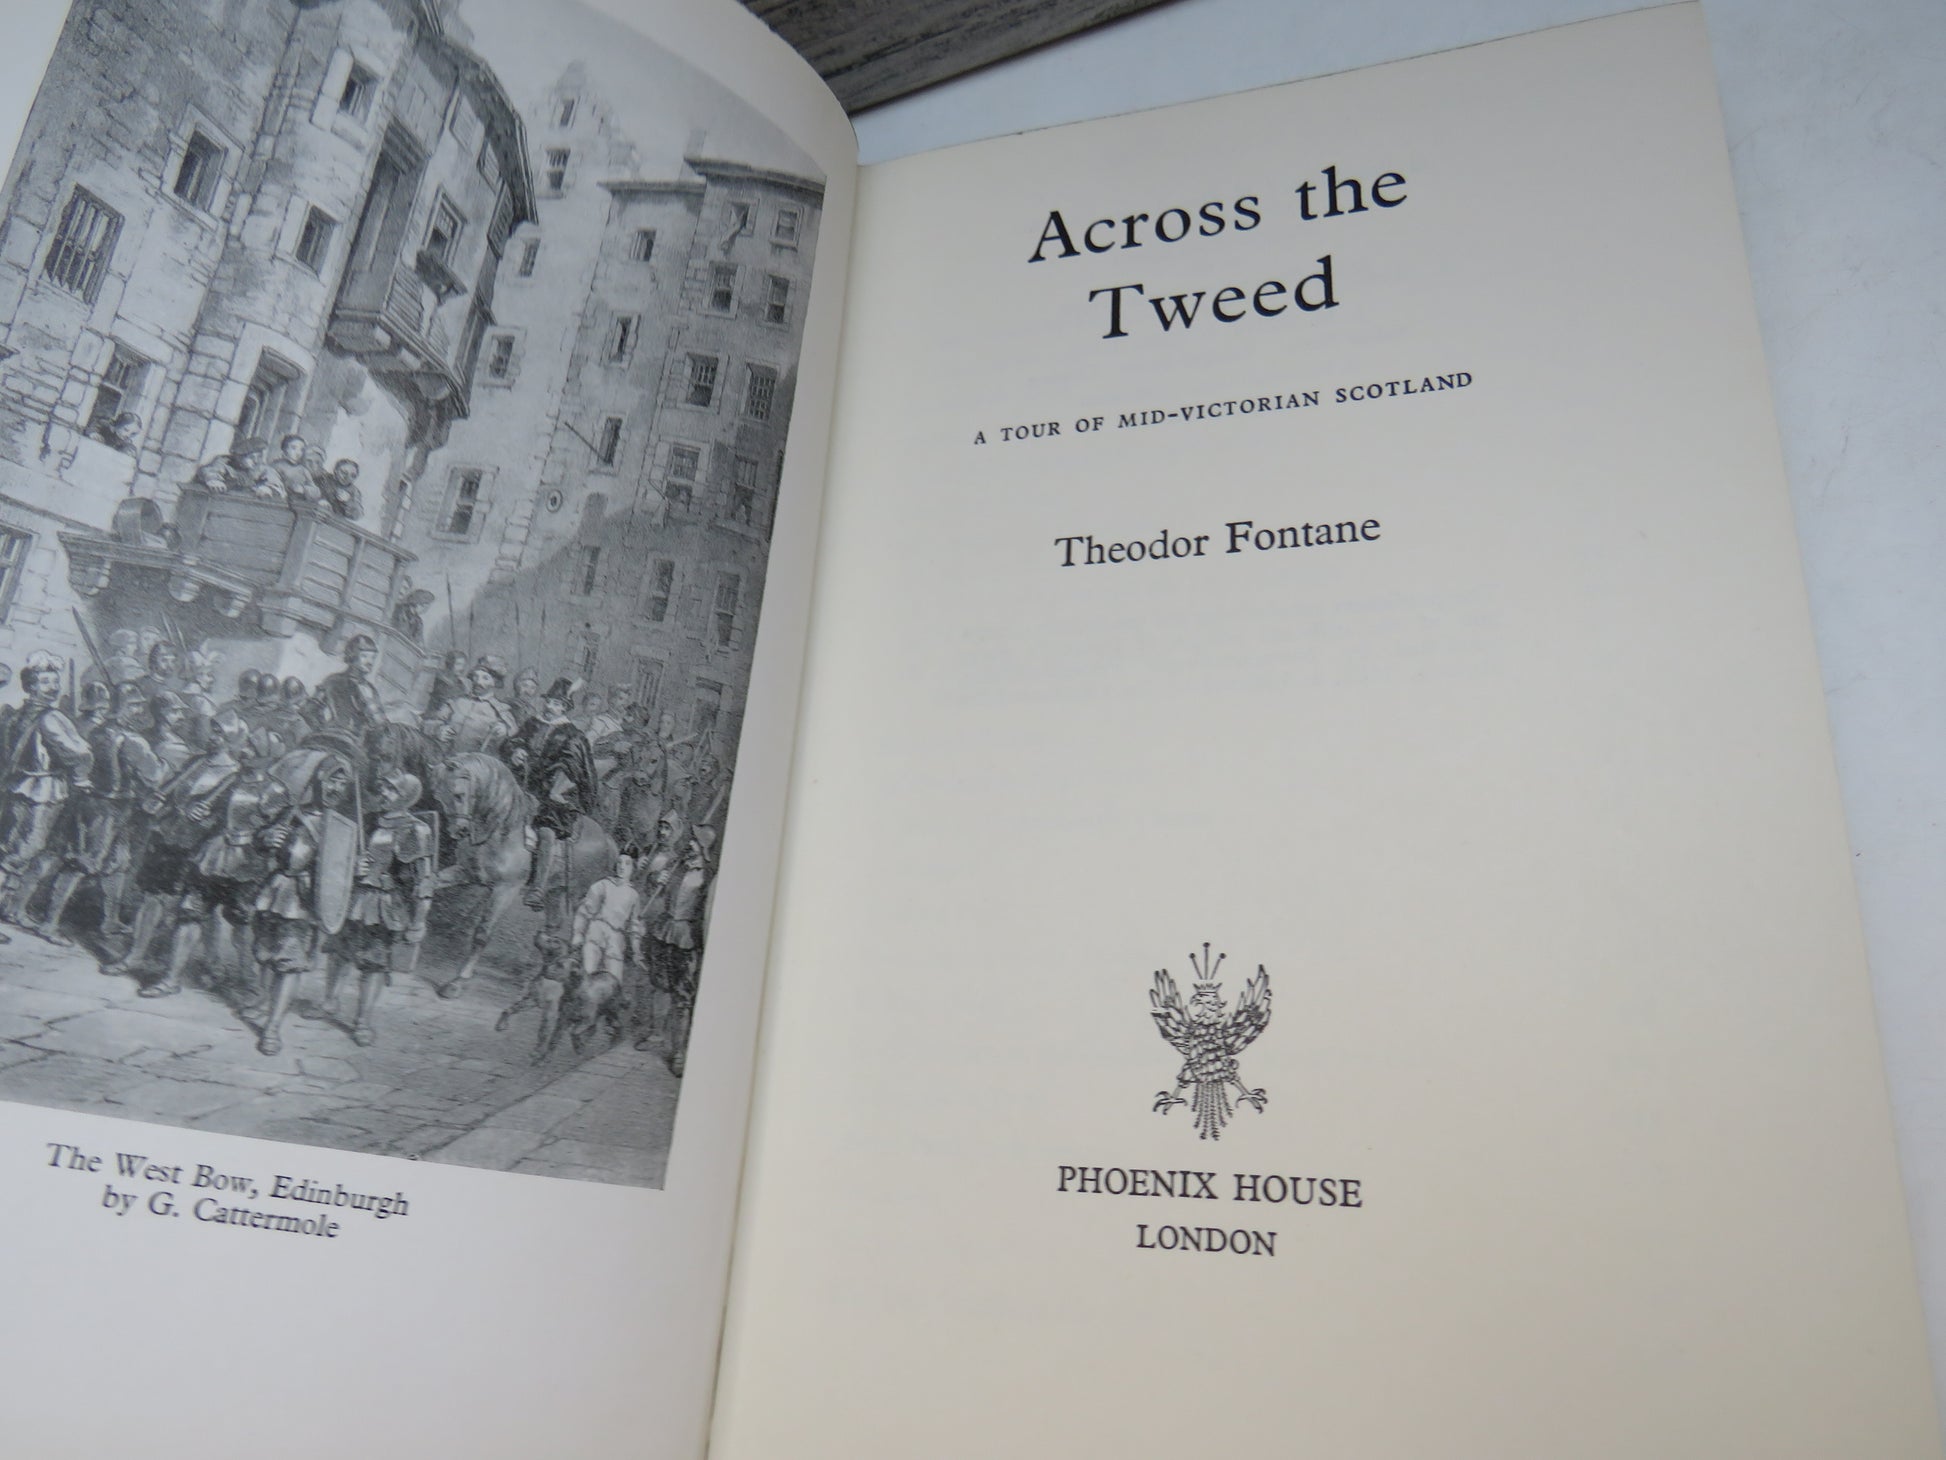 The West Bow, Edinburgh
by G. Cattermole
Across the
Tweed
A TOUR OF MID-VICTORIAN SCOTLAND
Theodor Fontane
PHOENIX HOUSE
LONDON